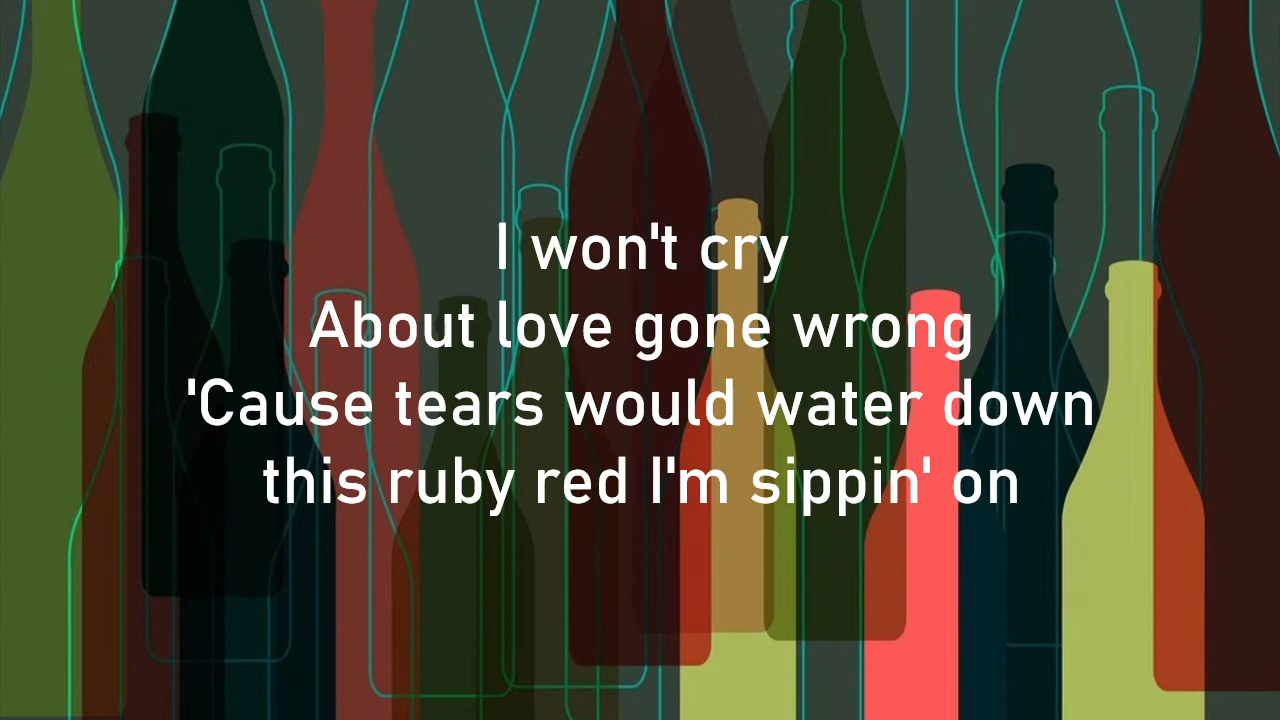 I won't cry
About love gone wrong
'Cause tears would water down
this ruby red I'm sippin' on